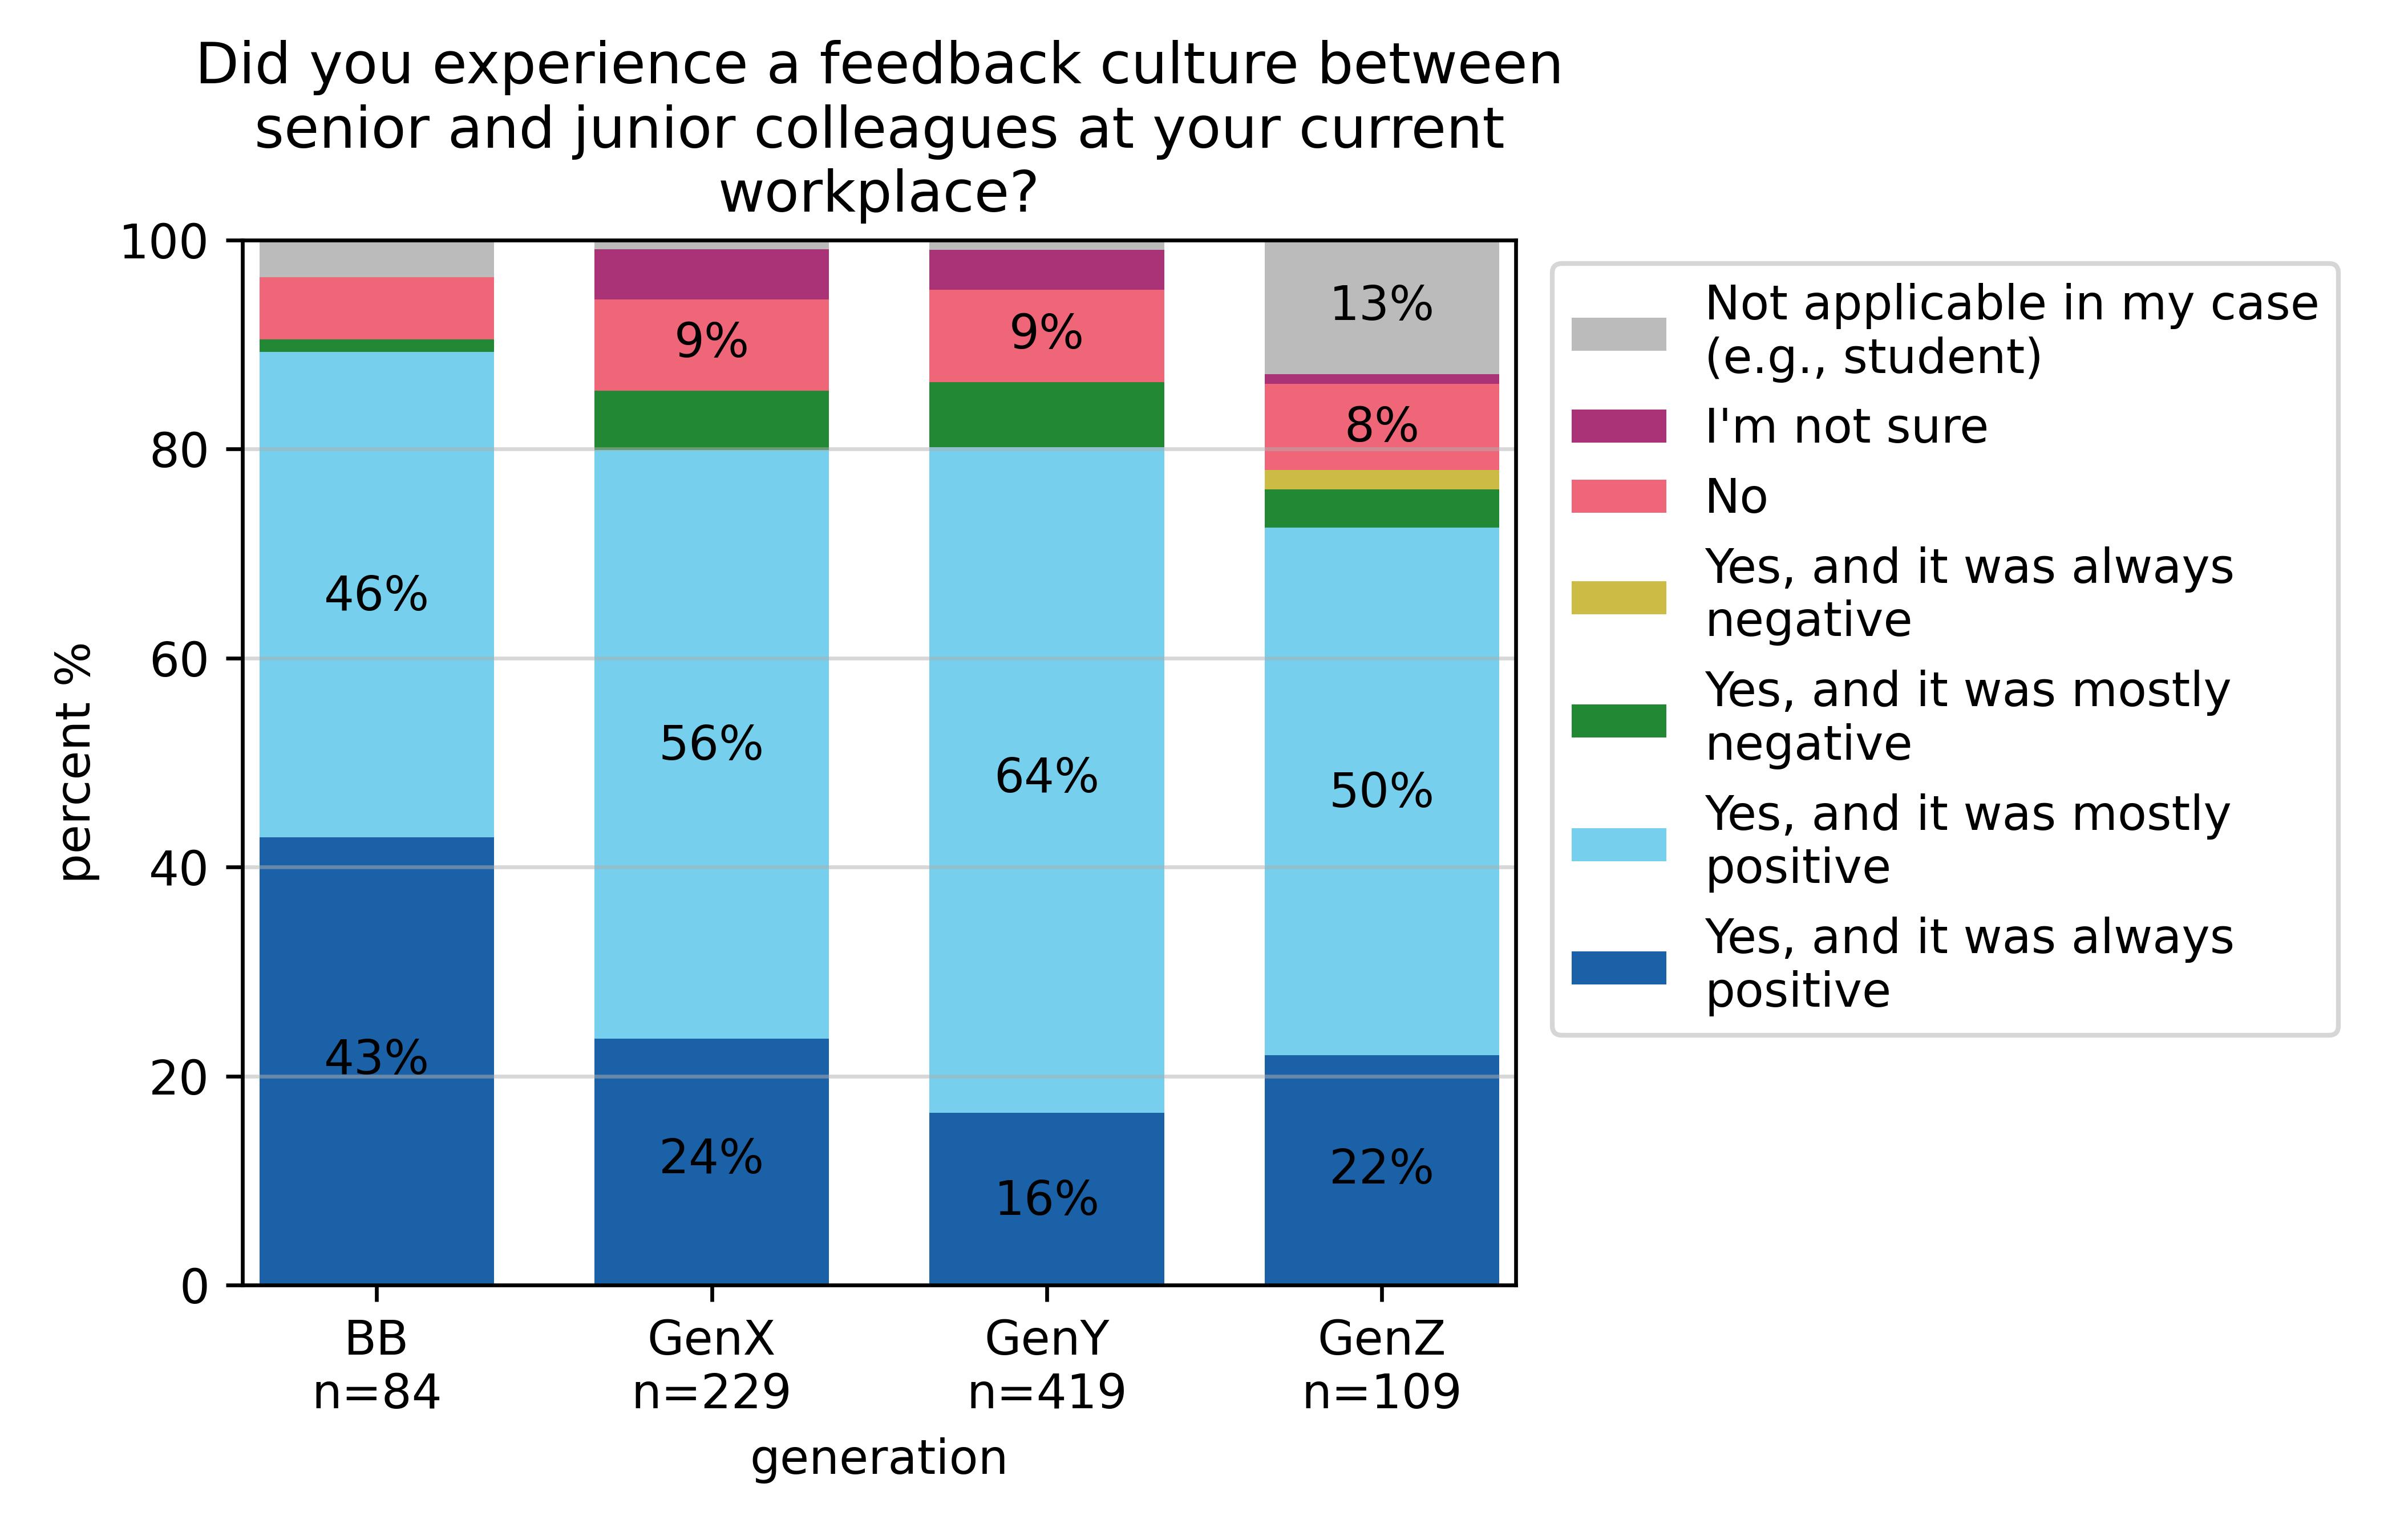 Did you experience a feedback culture between
senior and junior colleagues at your current
workplace?
percent %
100
80
60
40
20
0
46%
43%
9%
56%
24%
9%
64%
16%
13%
8%
50%
22%
BB
n=84
GenX
n=229
GenY
n=419
GenZ
n=109
generation
Not applicable in my case
(e.g., student)
I'm not sure
No
Yes, and it was always
negative
Yes, and it was mostly
negative
Yes, and it was mostly
positive
Yes, and it was always
positive